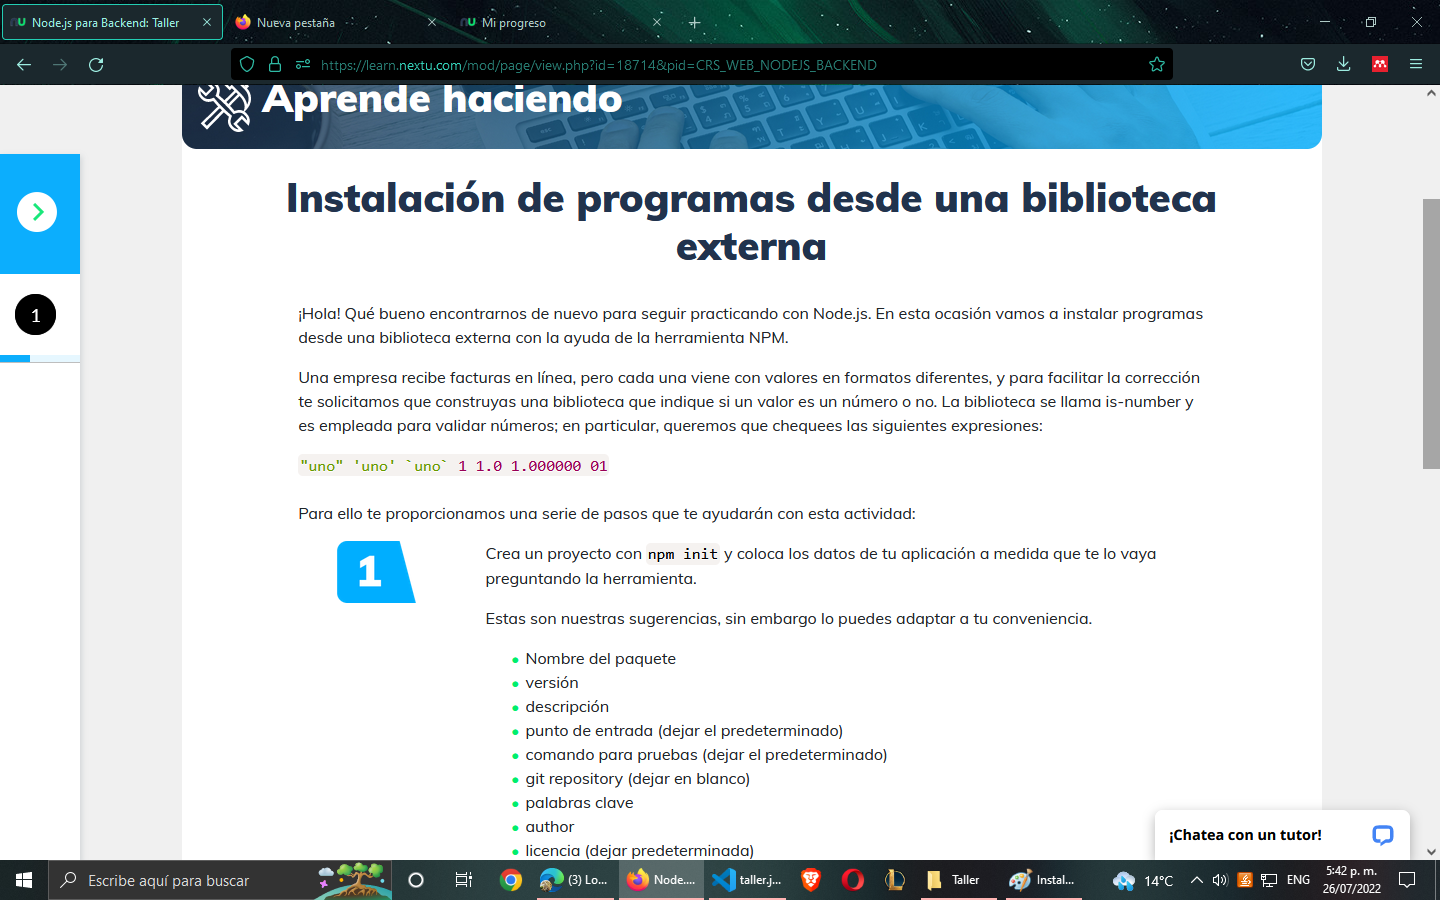 Node.js para Backend: Taller
Nueva pestaña
Mi progreso
https://learn.nextu.com/mod/page/view.php?id=18714&pid=CRS_WEB_NODEJS_BACKEND
Aprende haciendo
1
Instalación de programas desde una biblioteca
externa
¡Hola! Qué bueno encontrarnos de nuevo para seguir practicando con Node.js. En esta ocasión vamos a instalar programas
desde una biblioteca externa con la ayuda de la herramienta NPM.
Una empresa recibe facturas en línea, pero cada una viene con valores en formatos diferentes, y para facilitar la corrección
te solicitamos que construyas una biblioteca que indique si un valor es un número o no. La biblioteca se llama is-number y
es empleada para validar números; en particular, queremos que chequees las siguientes expresiones:
"uno" 'uno' `uno` 1 1.0 1.000000 01
Para ello te proporcionamos una serie de pasos que te ayudarán con esta actividad:
1
Crea un proyecto con npm init y coloca los datos de tu aplicación a medida que te lo vaya
preguntando la herramienta.
Estas son nuestras sugerencias, sin embargo lo puedes adaptar a tu conveniencia.
Nombre del paquete
versión
descripción
punto de entrada (dejar el predeterminado)
comando para pruebas (dejar el predeterminado)
git repository (dejar en blanco)
palabras clave
author
licencia (dejar predeterminada)
¡Chatea con un tutor!
Escribe aquí para buscar
(3) Lo...
Node....
taller.j...
Taller
Instal...
14°C
ENG
5:42 p. m.
26/07/2022